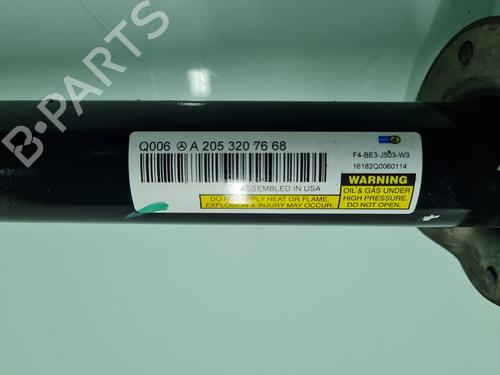 Q006 A 205 320 76 68
F4-BE3-J503-W3
16182Q0060114
ASSEMBLED IN USA
DO NOT APPLY HEAT OR FLAME.
EXPLOSION & INJURY MAY OCCUR.
WARNING
OIL & GAS UNDER
HIGH PRESSURE
DO NOT OPEN.
B-PARTS